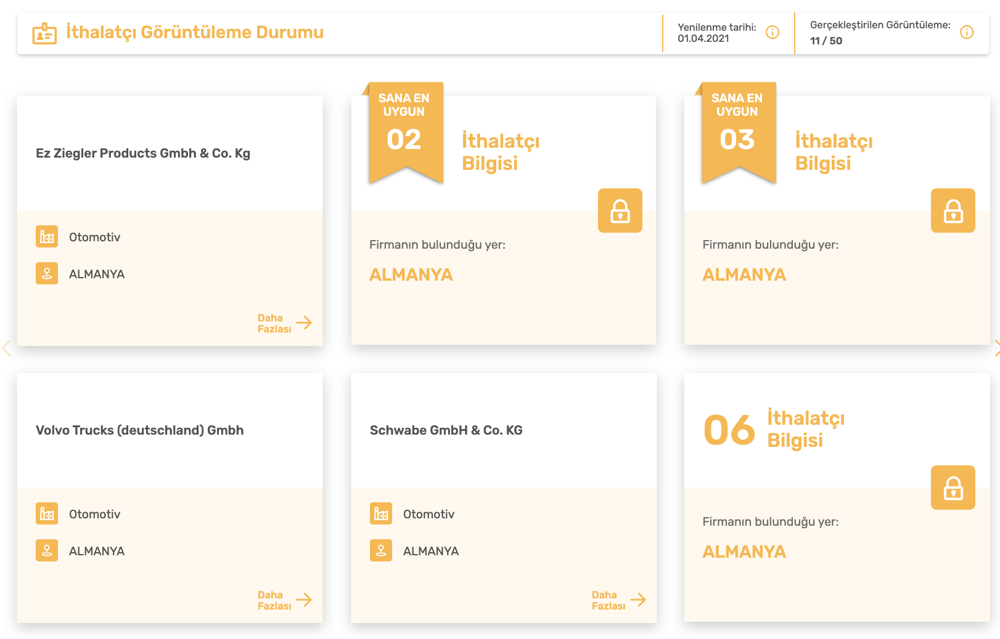 İthalatçı Görüntüleme Durumu
Yenilenme tarihi:
01.04.2021
Gerçekleştirilen Görüntüleme:
11 / 50
Ez Ziegler Products Gmbh & Co. Kg
Otomotiv
ALMANYA
Daha
Fazlası
SANA EN
UYGUN
02
İthalatçı
Bilgisi
Firmanın bulunduğu yer:
ALMANYA
SANA EN
UYGUN
03
İthalatçı
Bilgisi
Firmanın bulunduğu yer:
ALMANYA
Volvo Trucks (deutschland) Gmbh
Otomotiv
ALMANYA
Daha
Fazlası
Schwabe GmbH & Co. KG
Otomotiv
ALMANYA
Daha
Fazlası
06
İthalatçı
Bilgisi
Firmanın bulunduğu yer:
ALMANYA